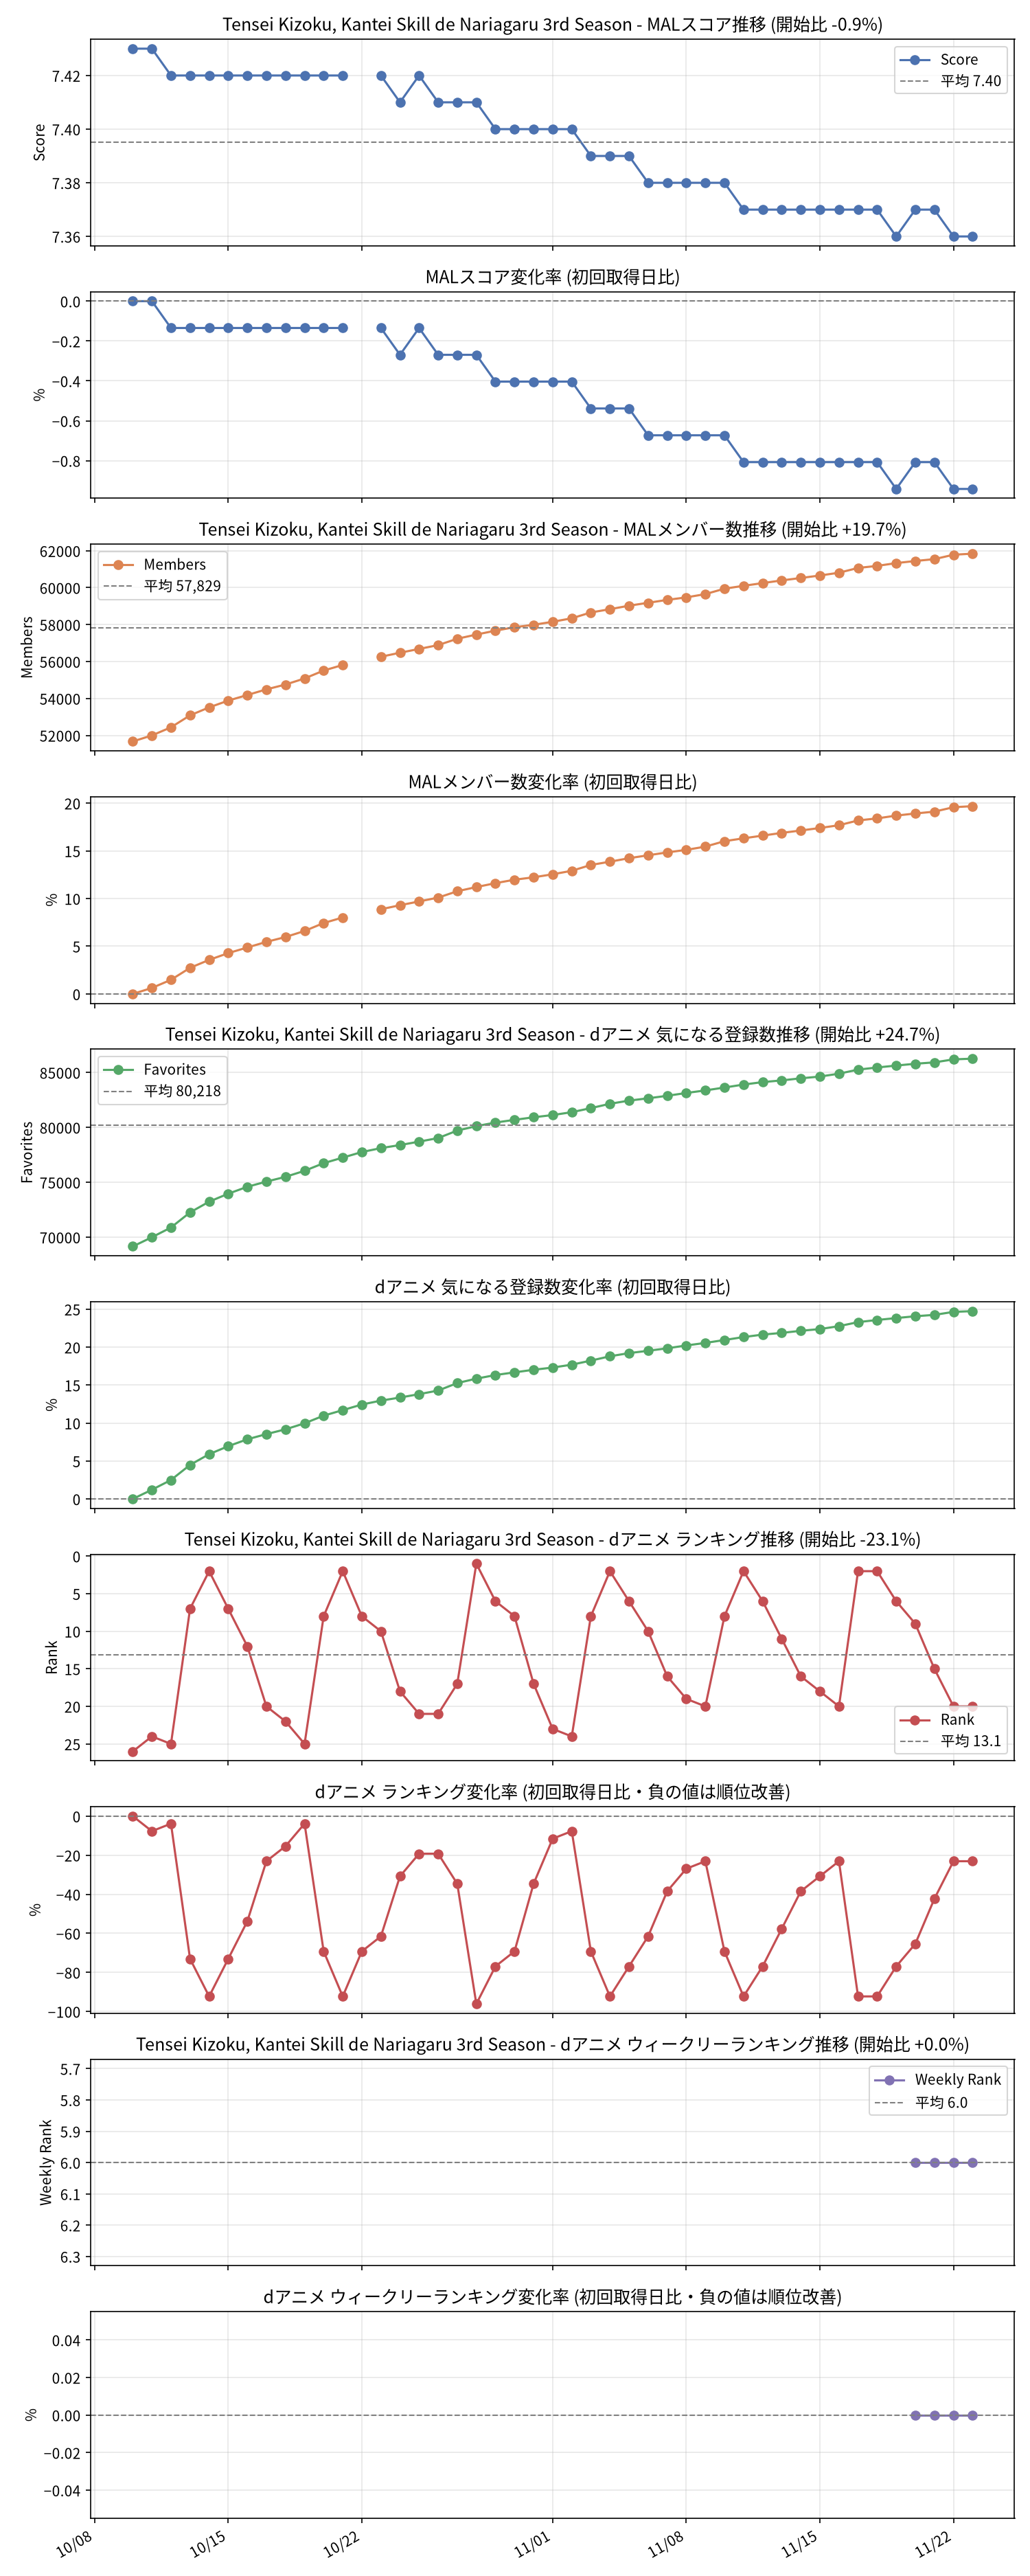 Tensei Kizoku, Kantei Skill de Nariagaru 3rd Season - MALスコア推移 (開始比 -0.9%)
Score
7.42
7.40
7.38
7.36
Score
平均 7.40
MALスコア変化率 (初回取得日比)
%
0.0
−0.2
−0.4
−0.6
−0.8
Tensei Kizoku, Kantei Skill de Nariagaru 3rd Season - MALメンバー数推移 (開始比 +19.7%)
Members
62000
60000
58000
56000
54000
52000
Members
平均 57,829
MALメンバー数変化率 (初回取得日比)
%
20
15
10
5
0
Tensei Kizoku, Kantei Skill de Nariagaru 3rd Season - dアニメ 気になる登録数推移 (開始比 +24.7%)
Favorites
85000
80000
75000
70000
Favorites
平均 80,218
dアニメ 気になる登録数変化率 (初回取得日比)
%
25
20
15
10
5
0
Tensei Kizoku, Kantei Skill de Nariagaru 3rd Season - dアニメ ランキング推移 (開始比 -23.1%)
Rank
0
5
10
15
20
25
Rank
平均 13.1
dアニメ ランキング変化率 (初回取得日比・負の値は順位改善)
%
0
−20
−40
−60
−80
−100
Tensei Kizoku, Kantei Skill de Nariagaru 3rd Season - dアニメ ウィークリーランキング推移 (開始比 +0.0%)
Weekly Rank
5.7
5.8
5.9
6.0
6.1
6.2
6.3
Weekly Rank
平均 6.0
dアニメ ウィークリーランキング変化率 (初回取得日比・負の値は順位改善)
%
0.04
0.02
0.00
−0.02
−0.04
10/08
10/15
10/22
11/01
11/08
11/15
11/22